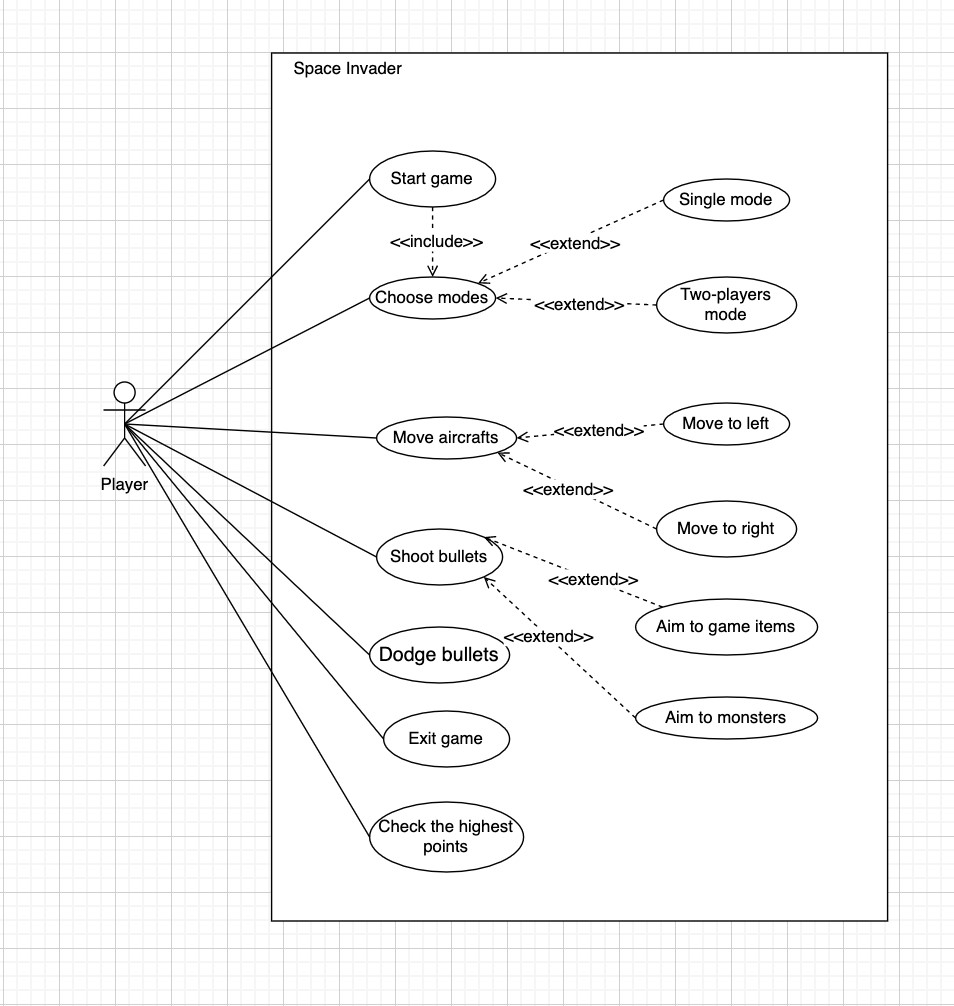 Space Invader
Start game
Single mode
<<include>>
<<extend>>
Choose modes
<<extend>>
Two-players
mode
Move aircrafts
<<extend>>
Move to left
Player
<<extend>>
Move to right
Shoot bullets
<<extend>>
Aim to game items
<<extend>>
Dodge bullets
Aim to monsters
Exit game
Check the highest
points